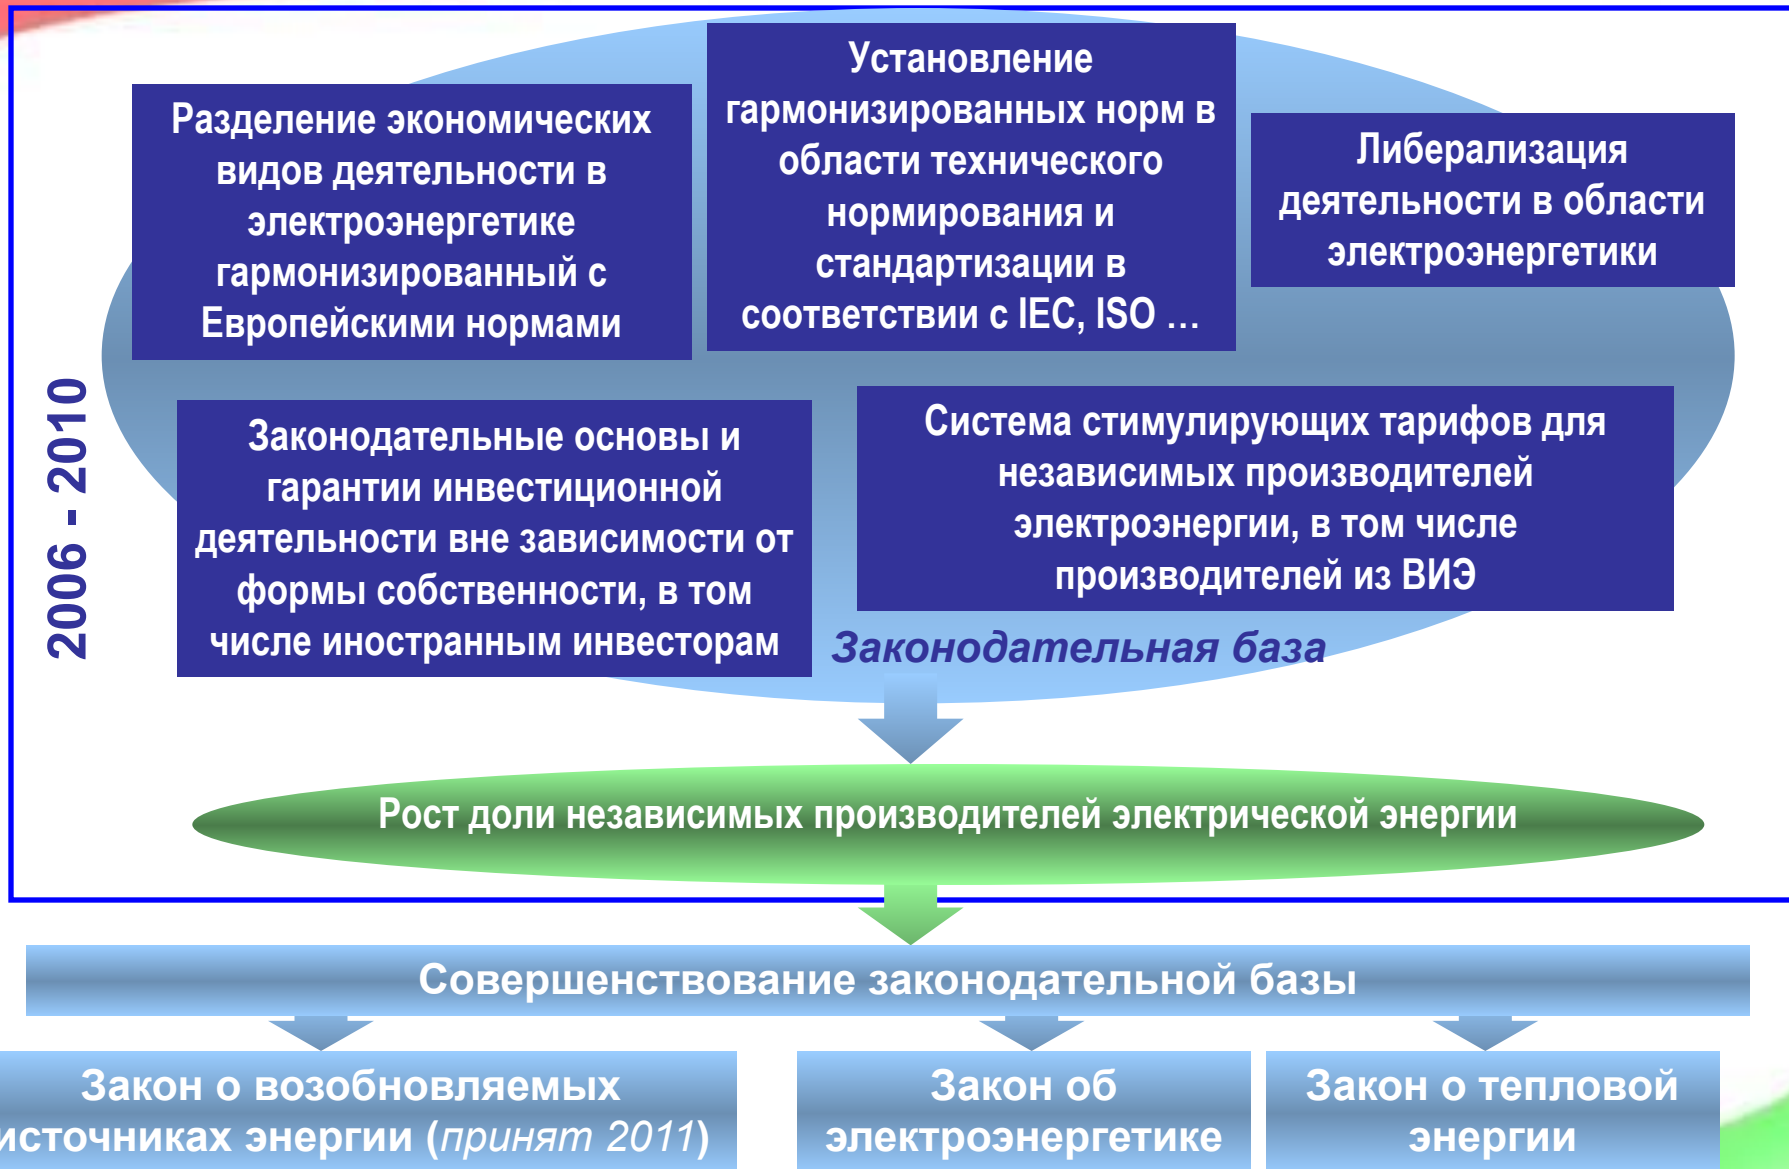 Разделение экономических
видов деятельности в
электроэнергетике
гармонизированный с
Европейскими нормами
Установление
гармонизированных норм в
области технического
нормирования и
стандартизации в
соответствии с IEC, ISO …
Либерализация
деятельности в области
электроэнергетики
2006 - 2010
Законодательные основы и
гарантии инвестиционной
деятельности вне зависимости от
формы собственности, в том
числе иностранным инвесторам
Система стимулирующих тарифов для
независимых производителей
электроэнергии, в том числе
производителей из ВИЭ
Законодательная база
Рост доли независимых производителей электрической энергии
Совершенствование законодательной базы
Закон о возобновляемых
источниках энергии (принят 2011)
Закон об
электроэнергетике
Закон о тепловой
энергии